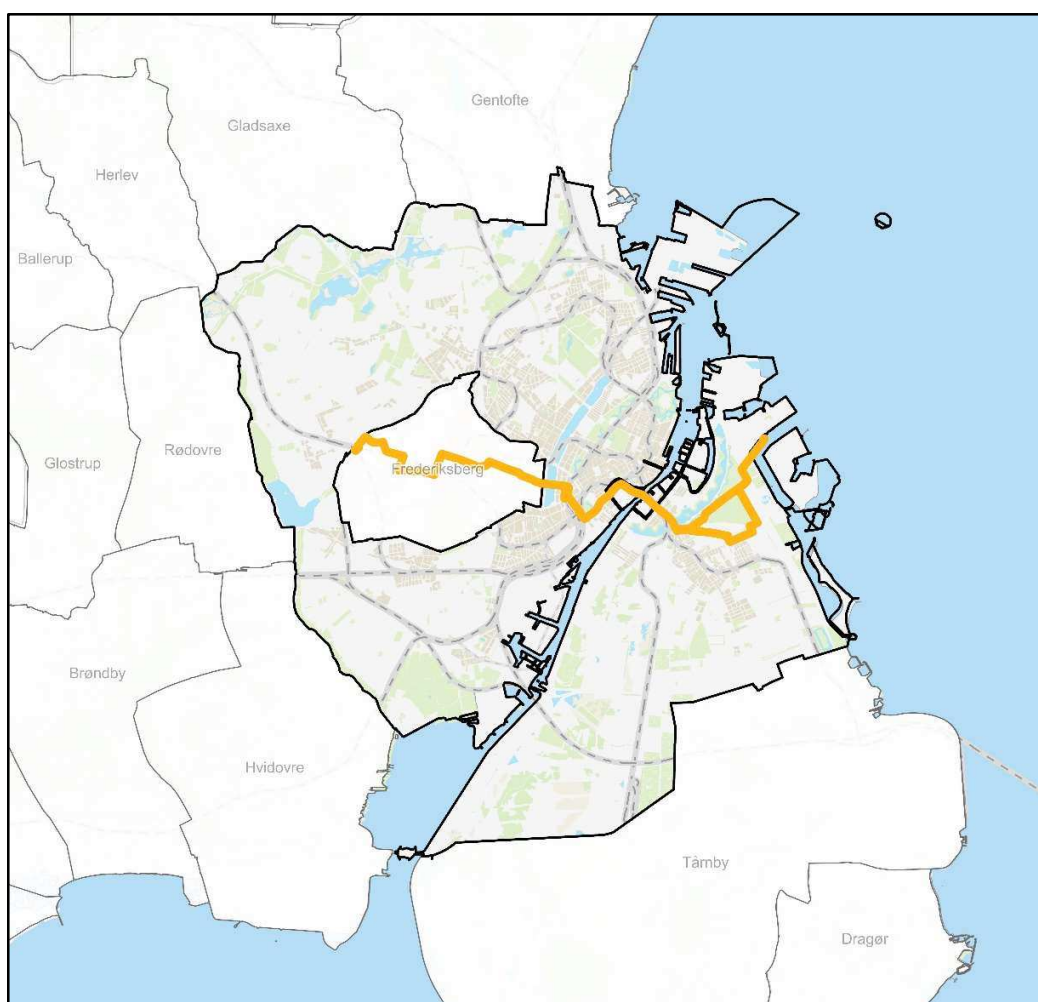 Gentofte
Gladsaxe
Herlev
Ballerup
Rødovre
Glostrup
Frederiksberg
Brøndby
Hvidovre
Tårnby
Dragør